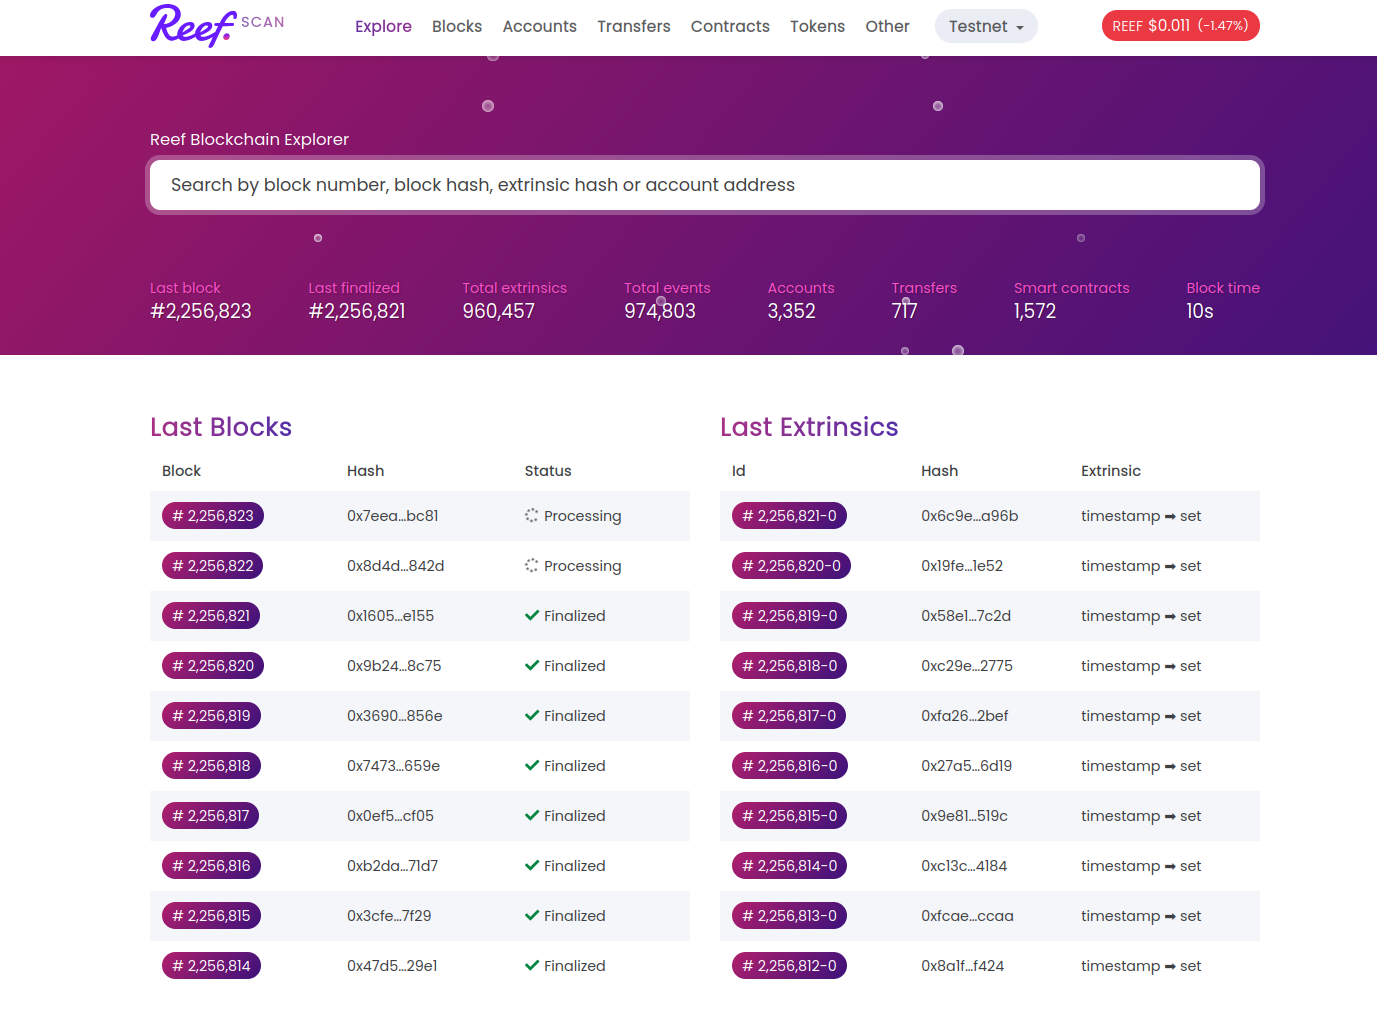 Reef. SCAN Explore Blocks Accounts Transfers Contracts Tokens Other Testnet REEF $0.011 (-1.47%)
Reef Blockchain Explorer
Search by block number, block hash, extrinsic hash or account address
Last block Last finalized Total extrinsics Total events Accounts Transfers Smart contracts Block time
#2,256,823 #2,256,821 960,457 974,803 3,352 717 1,572 10s
Last Blocks
Block Hash Status
# 2,256,823 0x7eea...bc81 Processing
# 2,256,822 0x8d4d...842d Processing
# 2,256,821 0x1605...e155 Finalized
# 2,256,820 0x9b24...8c75 Finalized
# 2,256,819 0x3690...856e Finalized
# 2,256,818 0x7473...659e Finalized
# 2,256,817 0x0ef5...cf05 Finalized
# 2,256,816 0xb2da...71d7 Finalized
# 2,256,815 0x3cfe...7f29 Finalized
# 2,256,814 0x47d5...29e1 Finalized
Last Extrinsics
Id Hash Extrinsic
# 2,256,821-0 0x6c9e...a96b timestamp ➡ set
# 2,256,820-0 0x19fe...1e52 timestamp ➡ set
# 2,256,819-0 0x58e1...7c2d timestamp ➡ set
# 2,256,818-0 0xc29e...2775 timestamp ➡ set
# 2,256,817-0 0xfa26...2bef timestamp ➡ set
# 2,256,816-0 0x27a5...6d19 timestamp ➡ set
# 2,256,815-0 0x9e81...519c timestamp ➡ set
# 2,256,814-0 0xc13c...4184 timestamp ➡ set
# 2,256,813-0 0xfcae...ccaa timestamp ➡ set
# 2,256,812-0 0x8a1f...f424 timestamp ➡ set